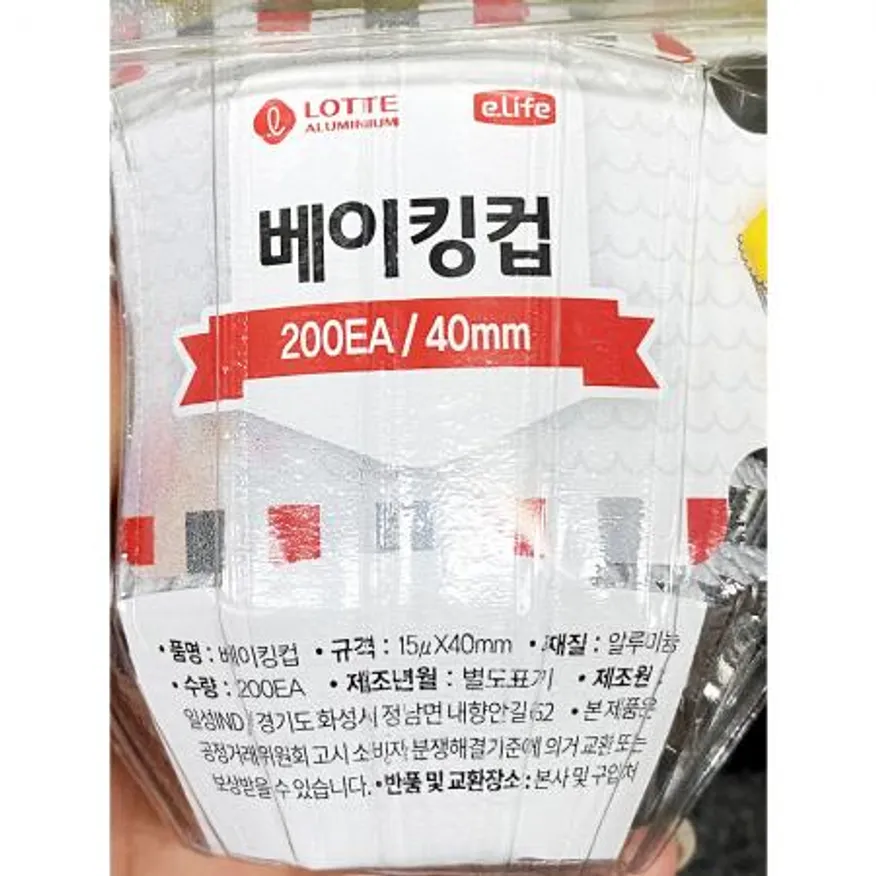 LOTTE
ALUMINIUM
e.Life
베이킹컵
200EA / 40mm
• 품명 : 베이킹컵 • 규격 : 15μX40mm • 재질 : 알루미늄
• 수량 : 200EA • 제조년월 : 별도표기 • 제조원 :
일성IND / 경기도 화성시 정남면 내향안길 62 • 본 제품은
공정거래위원회 고시 소비자 분쟁해결기준에 의거 교환 또는
보상받을 수 있습니다. • 반품 및 교환장소 : 본사 및 구입처